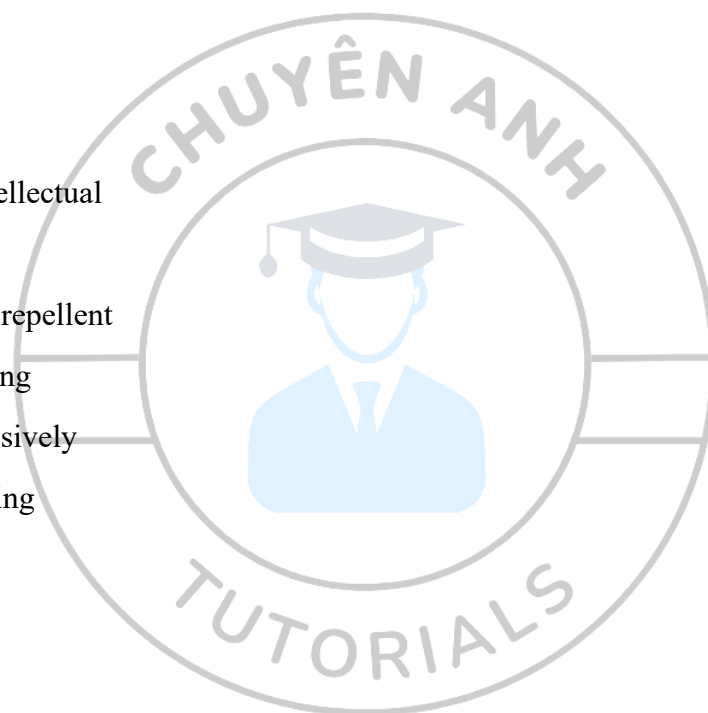 CHUYÊN ANH
ellectual
repellent
ng
sively
ing
TUTORIALS